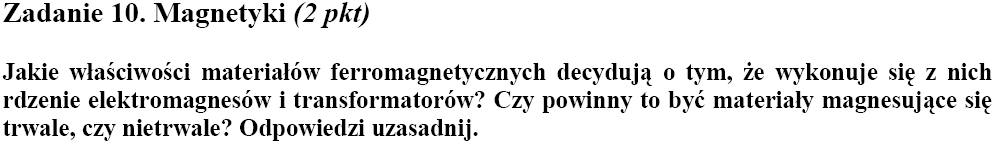 Zadanie 10. Magnetyki (2 pkt)
Jakie właściwości materiałów ferromagnetycznych decydują o tym, że wykonuje się z nich
rdzenie elektromagnesów i transformatorów? Czy powinny to być materiały magnesujące się
trwale, czy nietrwale? Odpowiedzi uzasadnij.